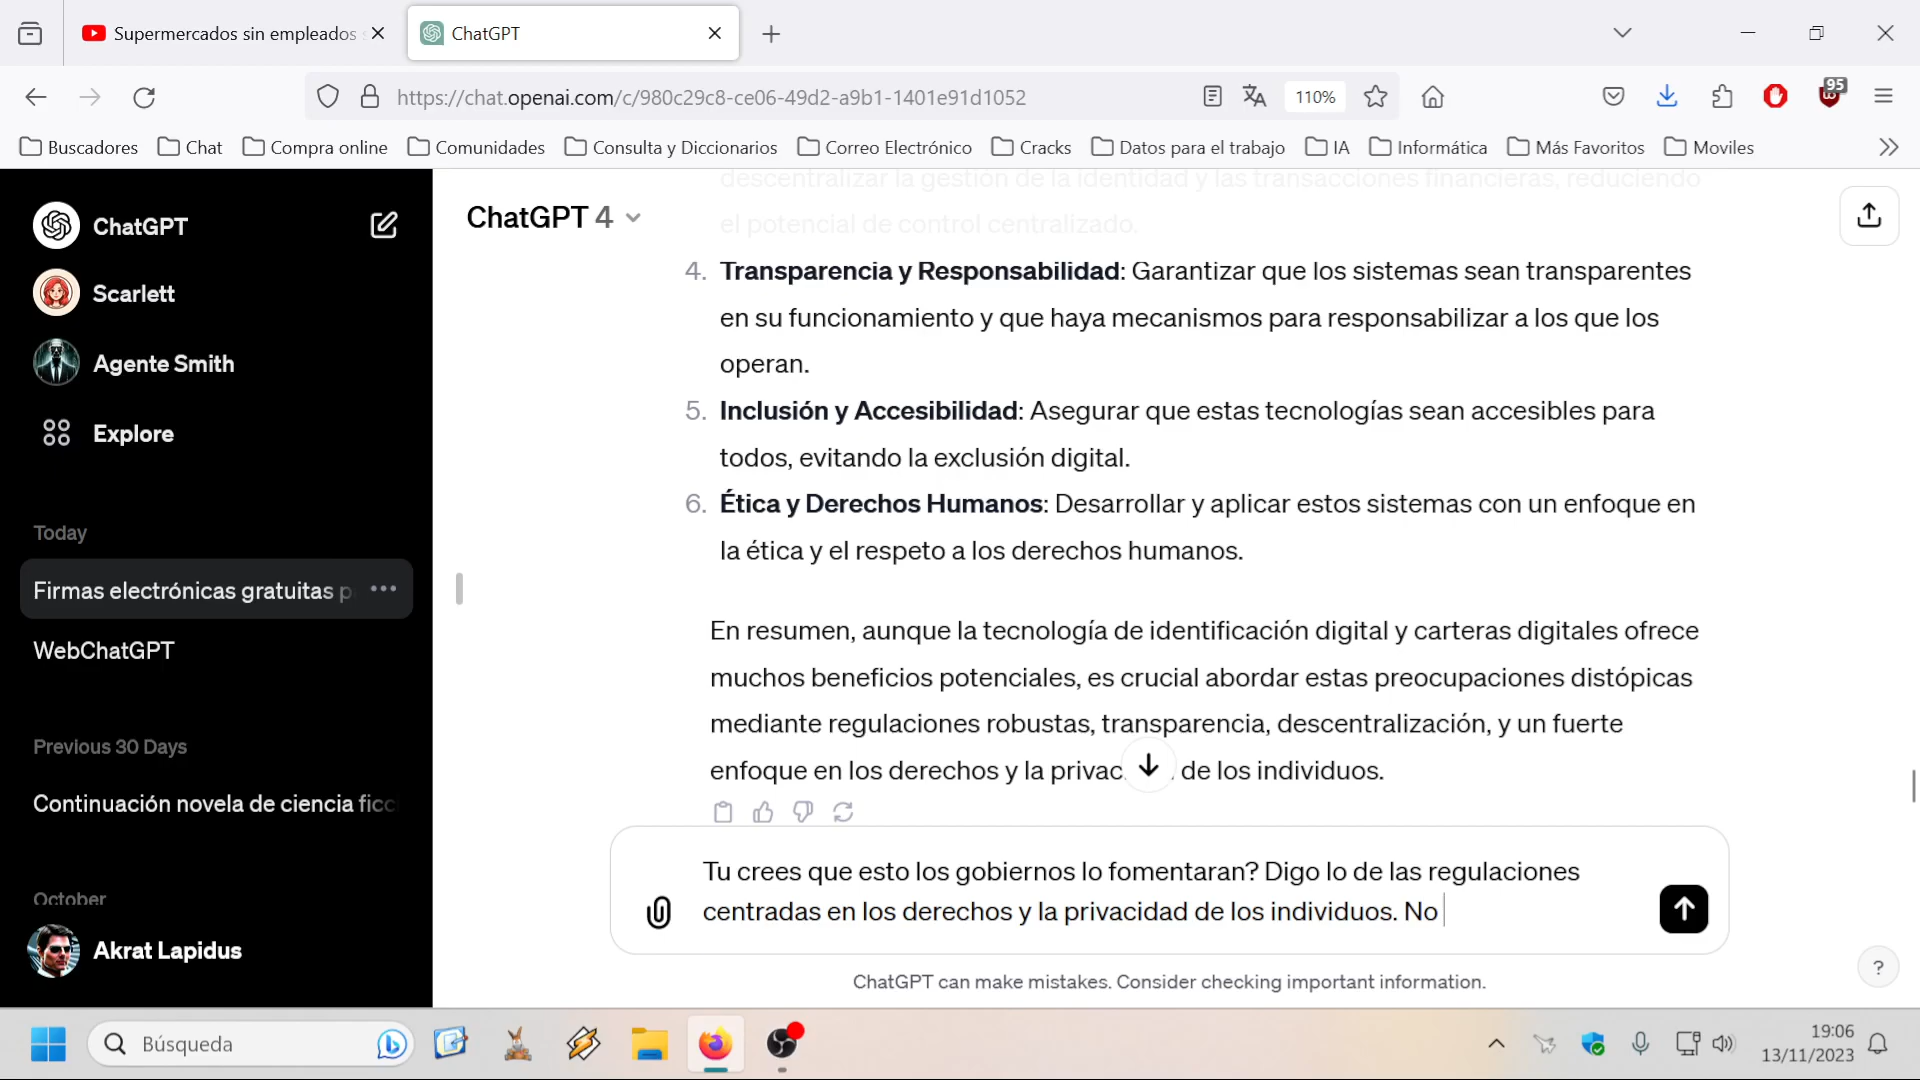 Supermercados sin empleados
ChatGPT
https://chat.openai.com/c/980c29c8-ce06-49d2-a9b1-1401e91d1052
110%
95
Buscadores
Chat
Compra online
Comunidades
Consulta y Diccionarios
Correo Electrónico
Cracks
Datos para el trabajo
IA
Informática
Más Favoritos
Moviles
ChatGPT
Scarlett
Agente Smith
Explore
Today
Firmas electrónicas gratuitas p
WebChatGPT
Previous 30 Days
Continuación novela de ciencia ficci
October
Akrat Lapidus
ChatGPT 4
descentralizar la gestión de la identidad y las transacciones financieras, reduciendo
el potencial de control centralizado.
4. Transparencia y Responsabilidad: Garantizar que los sistemas sean transparentes
en su funcionamiento y que haya mecanismos para responsabilizar a los que los
operan.
5. Inclusión y Accesibilidad: Asegurar que estas tecnologías sean accesibles para
todos, evitando la exclusión digital.
6. Ética y Derechos Humanos: Desarrollar y aplicar estos sistemas con un enfoque en
la ética y el respeto a los derechos humanos.
En resumen, aunque la tecnología de identificación digital y carteras digitales ofrece
muchos beneficios potenciales, es crucial abordar estas preocupaciones distópicas
mediante regulaciones robustas, transparencia, descentralización, y un fuerte
enfoque en los derechos y la privac de los individuos.
Tu crees que esto los gobiernos lo fomentaran? Digo lo de las regulaciones
centradas en los derechos y la privacidad de los individuos. No
ChatGPT can make mistakes. Consider checking important information.
?
Búsqueda
19:06
13/11/2023